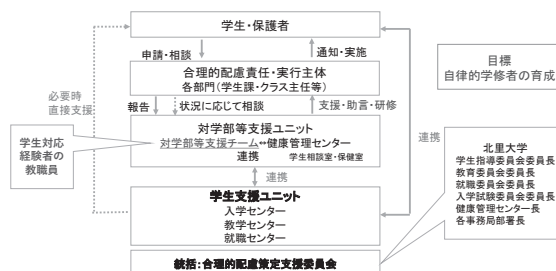 学生・保護者
申請・相談
通知・実施
合理的配慮責任・実行主体
各部門(学生課・クラス主任等)
必要時
直接支援
報告
状況に応じて相談
支援・助言・研修
対学部等支援ユニット
対学部等支援チーム↔健康管理センター
連携 学生相談室・保健室
学生対応
経験者の
教職員
連携
学生支援ユニット
入学センター
教学センター
就職センター
統括:合理的配慮策定支援委員会
目標
自律的学修者の育成
連携
北里大学
学生指導委員会委員長
教育委員会委員長
就職委員会委員長
入学試験委員会委員長
健康管理センター長
各事務局部署長